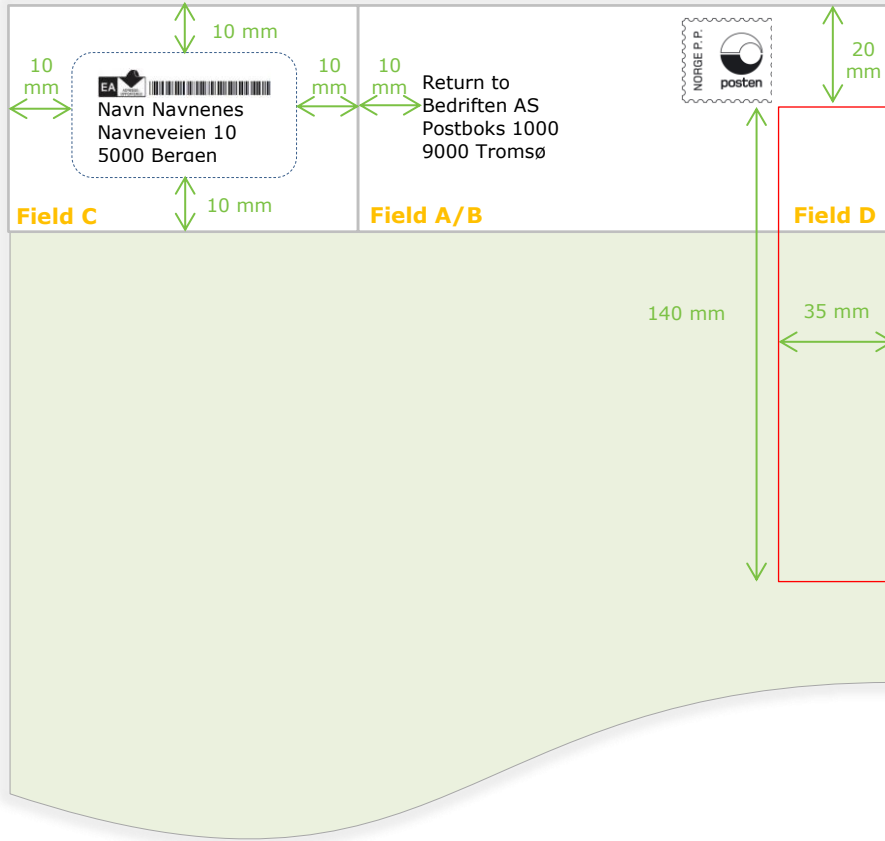 10 mm
10
mm
EA
Navn Navnenes
Navneveien 10
5000 Bergen
10
mm
10 mm
Field C
10
mm
Return to
Bedriften AS
Postboks 1000
9000 Tromsø
Field A/B
NORGE P. P.
posten
20
mm
Field D
140 mm
35 mm